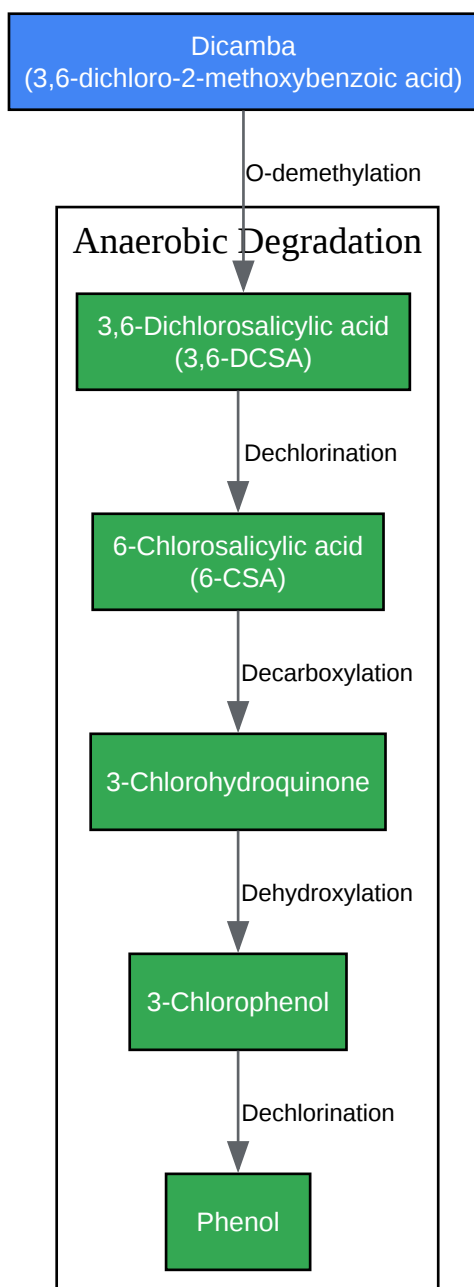 Dicamba
(3,6-dichloro-2-methoxybenzoic acid)
O-demethylation
Anaerobic Degradation
3,6-Dichlorosalicylic acid
(3,6-DCSA)
Dechlorination
6-Chlorosalicylic acid
(6-CSA)
Decarboxylation
3-Chlorohydroquinone
Dehydroxylation
3-Chlorophenol
Dechlorination
Phenol